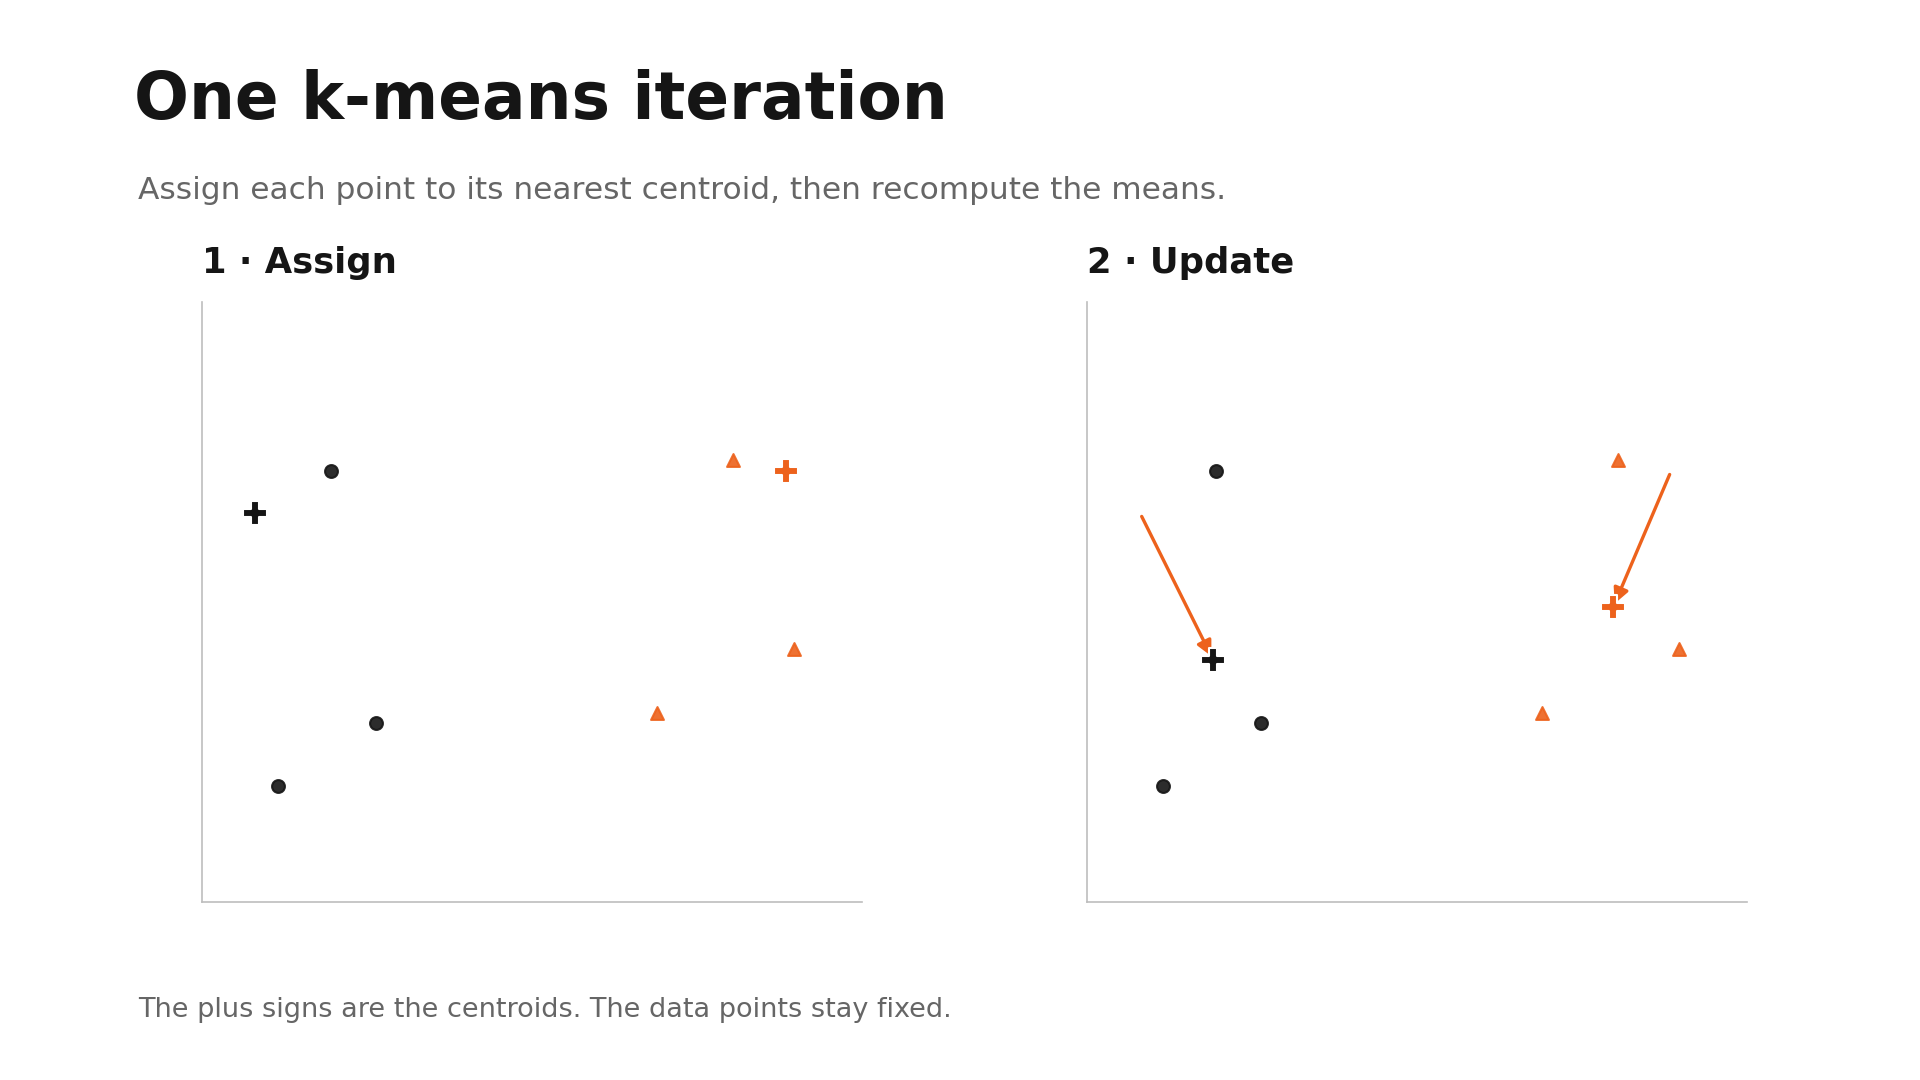 One k-means iteration
Assign each point to its nearest centroid, then recompute the means.
1 · Assign
2 · Update
The plus signs are the centroids. The data points stay fixed.